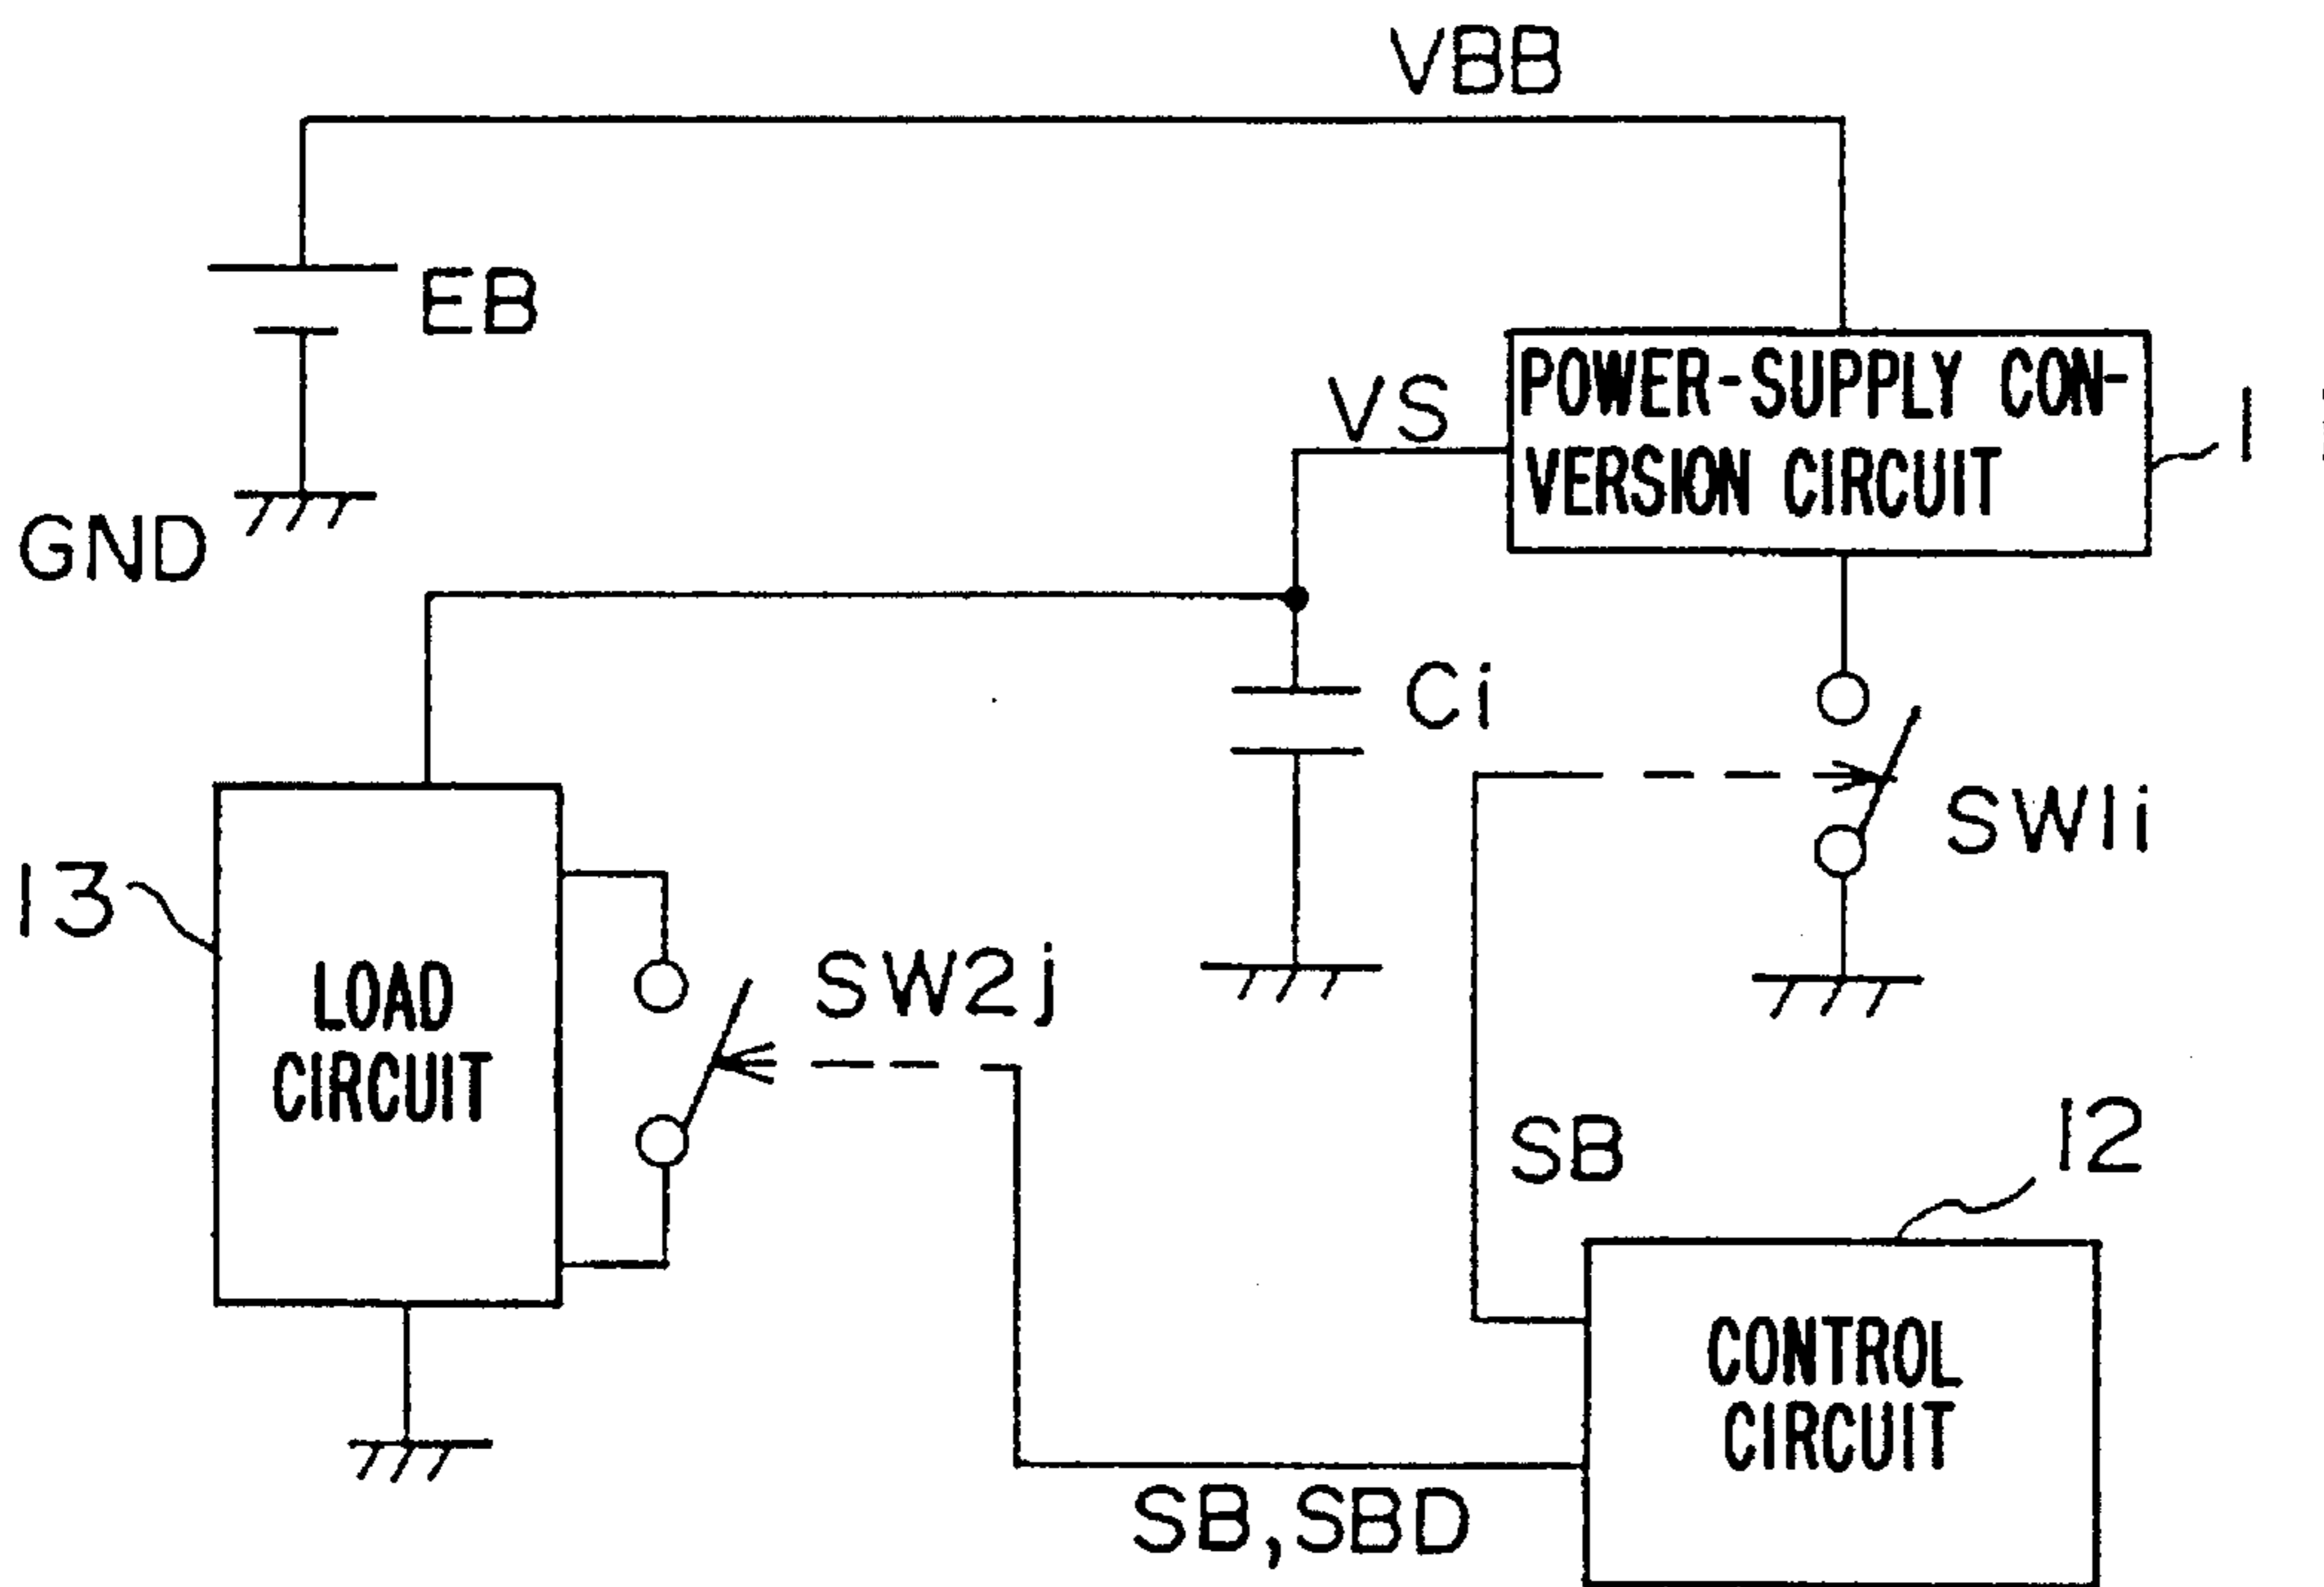 VBB
EB
POWER-SUPPLY CON-
VERSION CIRCUIT
VS
GND
Ci
SW1i
13
LOAD
CIRCUIT
SW2j
SB
12
CONTROL
CIRCUIT
SB,SBD